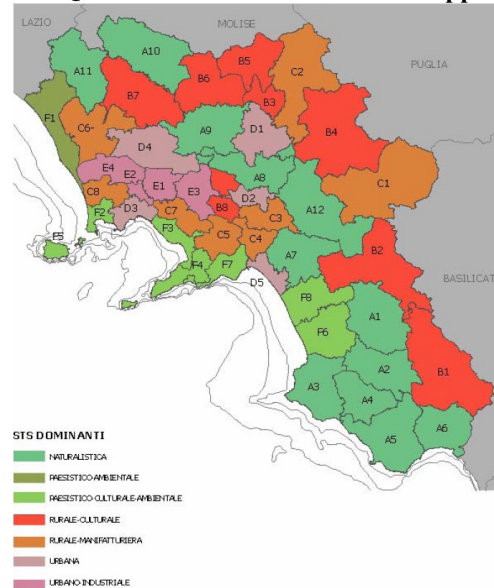 LAZIO
MOLISE
A10
B5
C2
A11
B6
PUGLIA
B7
B3
F1
C6-
D1
B4
A9
D4
E4
E2
A8
C1
E1
E3
C8
D2
B8
A12
F2
D3
C7
C3
F3
C5
F5
C4
B2
F4
F7
A7
D5
BASILICAT
F8
A1
F6
A2
B1
A3
A4
A5
A6
STS DOMINANTI
NATURALISTICA
PAESISTICO-AMBIENTALE
PAESISTICO-CULTURALE-AMBIENTALE
RURALE-CULTURALE
RURALE-MANIFATTURIERA
URBANA
URBANO-INDUSTRIALE